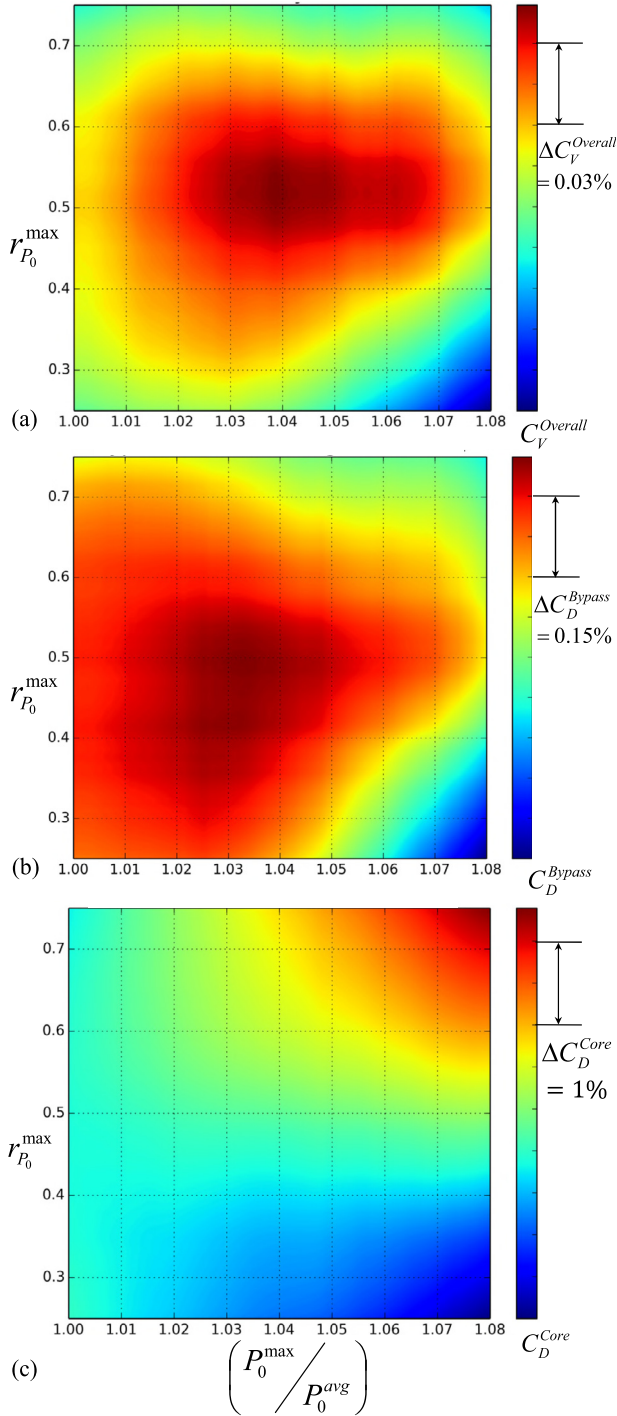 0.7
0.6
0.5
0.4
0.3
r_{P_0}^{max}
(a)
1.00 1.01 1.02 1.03 1.04 1.05 1.06 1.07 1.08
ΔC_V^{Overall}
= 0.03%
C_V^{Overall}
0.7
0.6
0.5
0.4
0.3
r_{P_0}^{max}
(b)
1.00 1.01 1.02 1.03 1.04 1.05 1.06 1.07 1.08
ΔC_D^{Bypass}
= 0.15%
C_D^{Bypass}
0.7
0.6
0.5
0.4
0.3
r_{P_0}^{max}
1.00 1.01 1.02 1.03 1.04 1.05 1.06 1.07 1.08
ΔC_D^{Core}
= 1%
C_D^{Core}
(c)
(P_0^{max} / P_0^{avg})